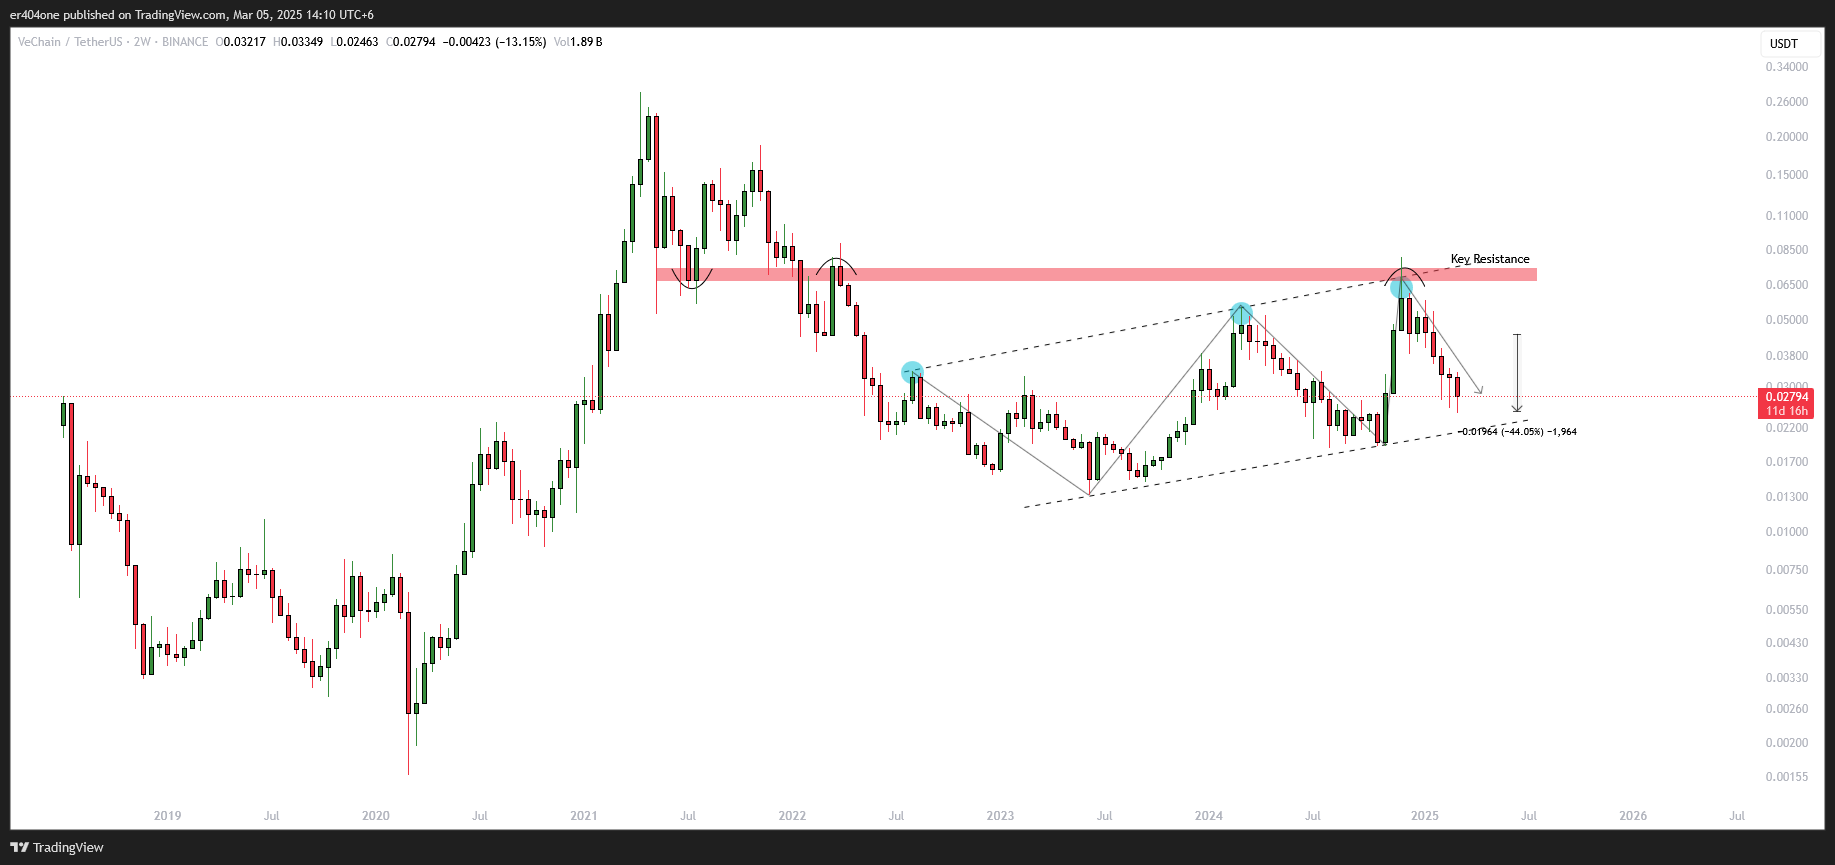 er404one published on TradingView.com, Mar 05, 2025 14:10 UTC+6
VeChain / TetherUS · 2W · BINANCE O0.03217 H0.03349 L0.02463 C0.02794 −0.00423 (−13.15%) Vol1.89 B
USDT
0.34000
0.26000
0.20000
0.15000
0.11000
Key Resistance
0.08500
0.06500
0.05000
0.03800
0.03000
0.02794
11d 16h
0.02200
−0.01964 (−44.05%) −1,964
0.01700
0.01300
0.01000
0.00750
0.00550
0.00430
0.00330
0.00260
0.00200
0.00155
2019 Jul 2020 Jul 2021 Jul 2022 Jul 2023 Jul 2024 Jul 2025 Jul 2026 Jul
TradingView